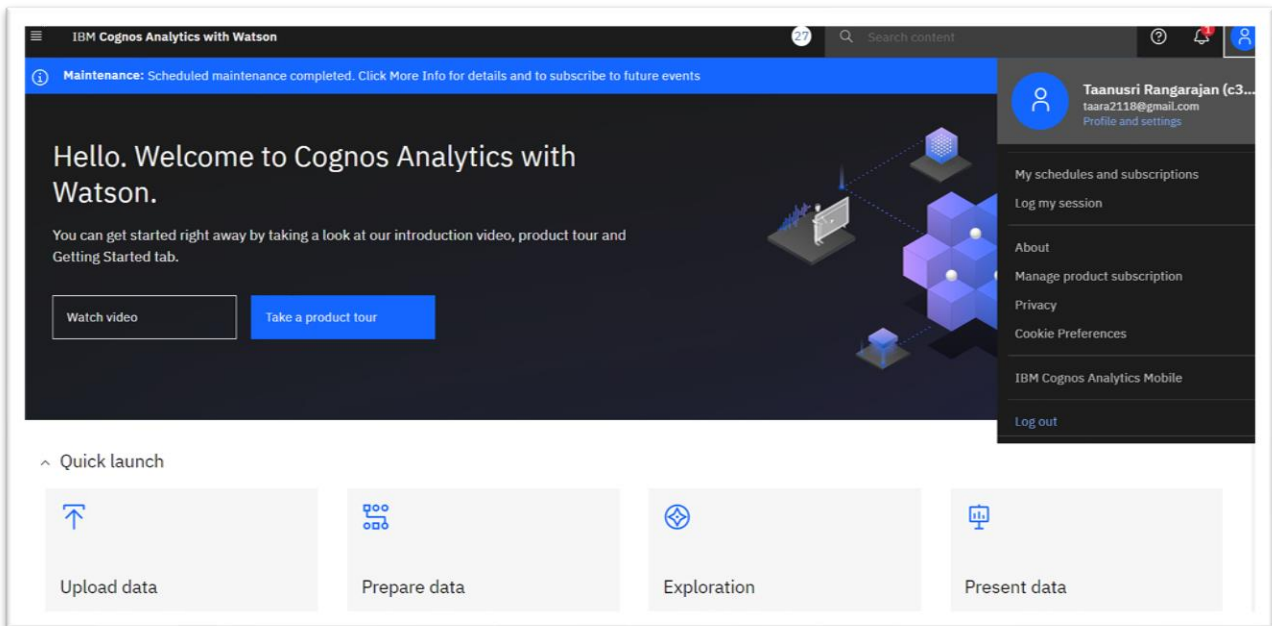 IBM Cognos Analytics with Watson
27
Search content
1
Maintenance: Scheduled maintenance completed. Click More Info for details and to subscribe to future events
Taanusri Rangarajan (c3...
taara2118@gmail.com
Profile and settings
My schedules and subscriptions
Log my session
About
Manage product subscription
Privacy
Cookie Preferences
IBM Cognos Analytics Mobile
Log out
Hello. Welcome to Cognos Analytics with
Watson.
You can get started right away by taking a look at our introduction video, product tour and
Getting Started tab.
Watch video
Take a product tour
Quick launch
Upload data
Prepare data
Exploration
Present data